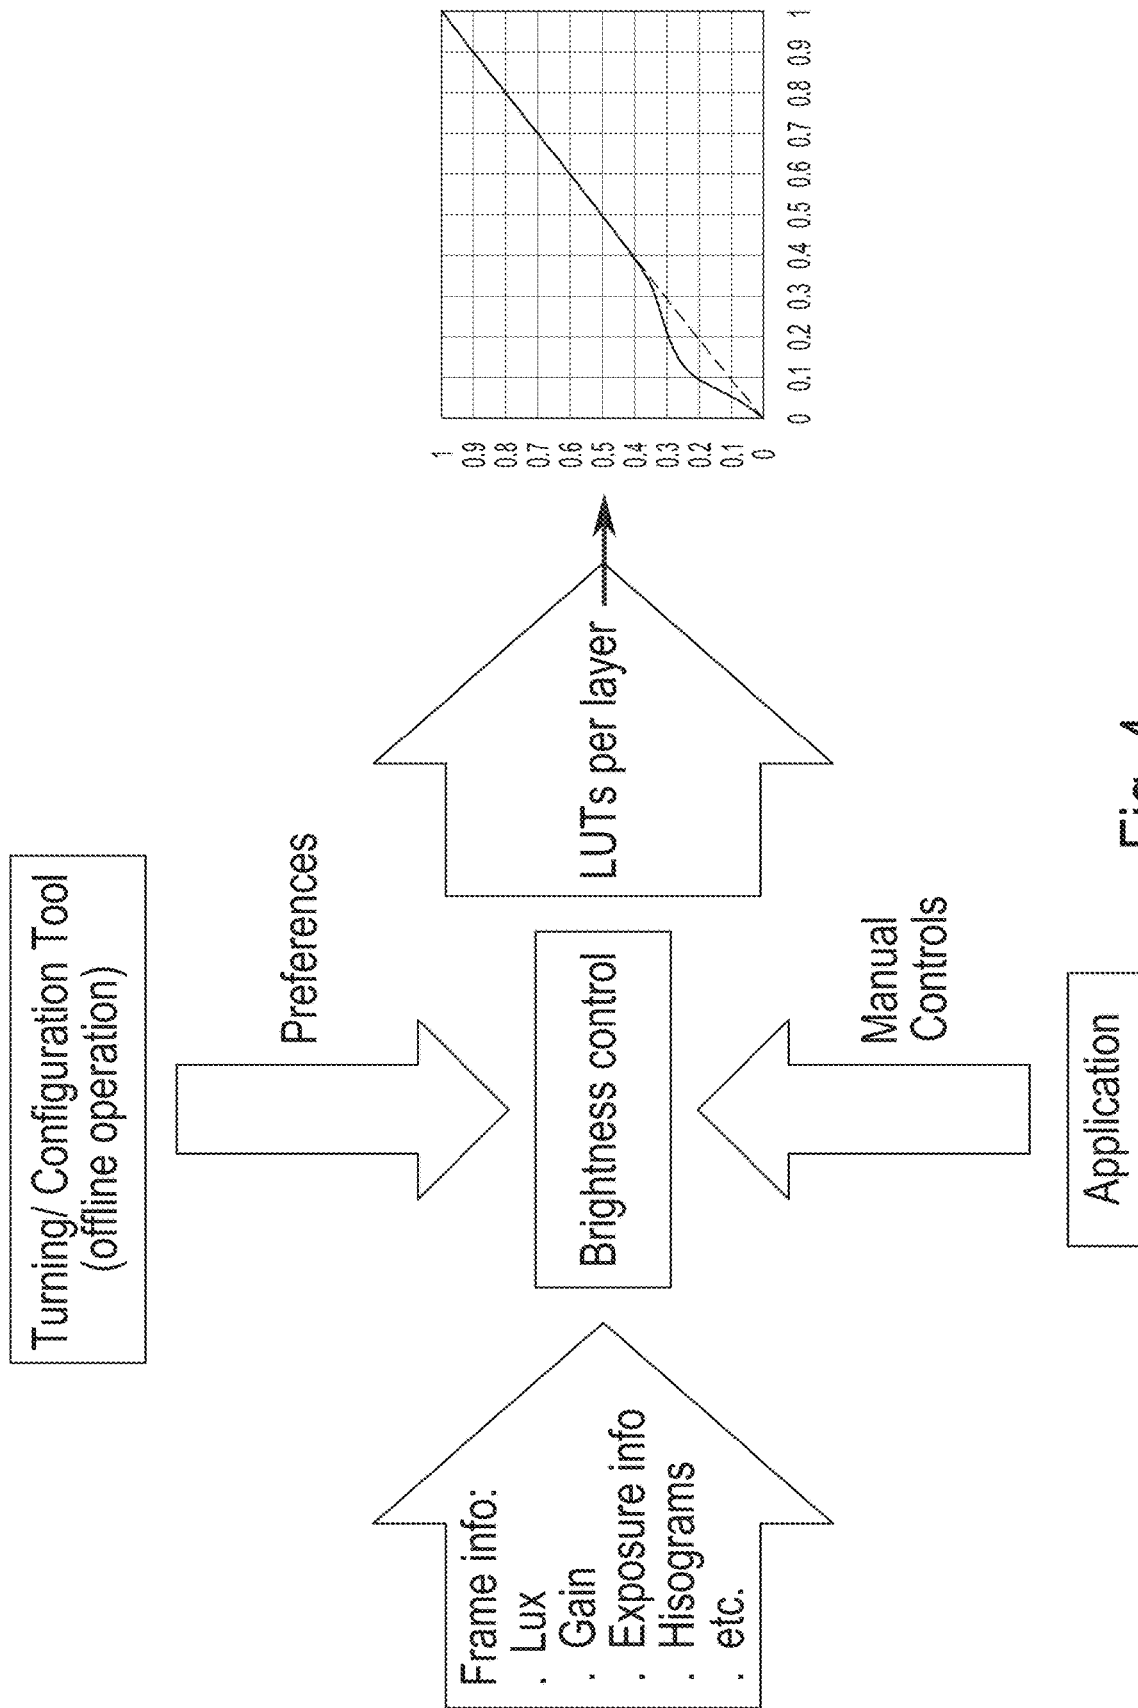 Turning/ Configuration Tool
(offline operation)
Preferences
Frame info:
. Lux
. Gain
. Exposure info
. Hisograms
. etc.
Brightness control
LUTs per layer
1
0.9
0.8
0.7
0.6
0.5
0.4
0.3
0.2
0.1
0
0 0.1 0.2 0.3 0.4 0.5 0.6 0.7 0.8 0.9 1
Manual
Controls
Application